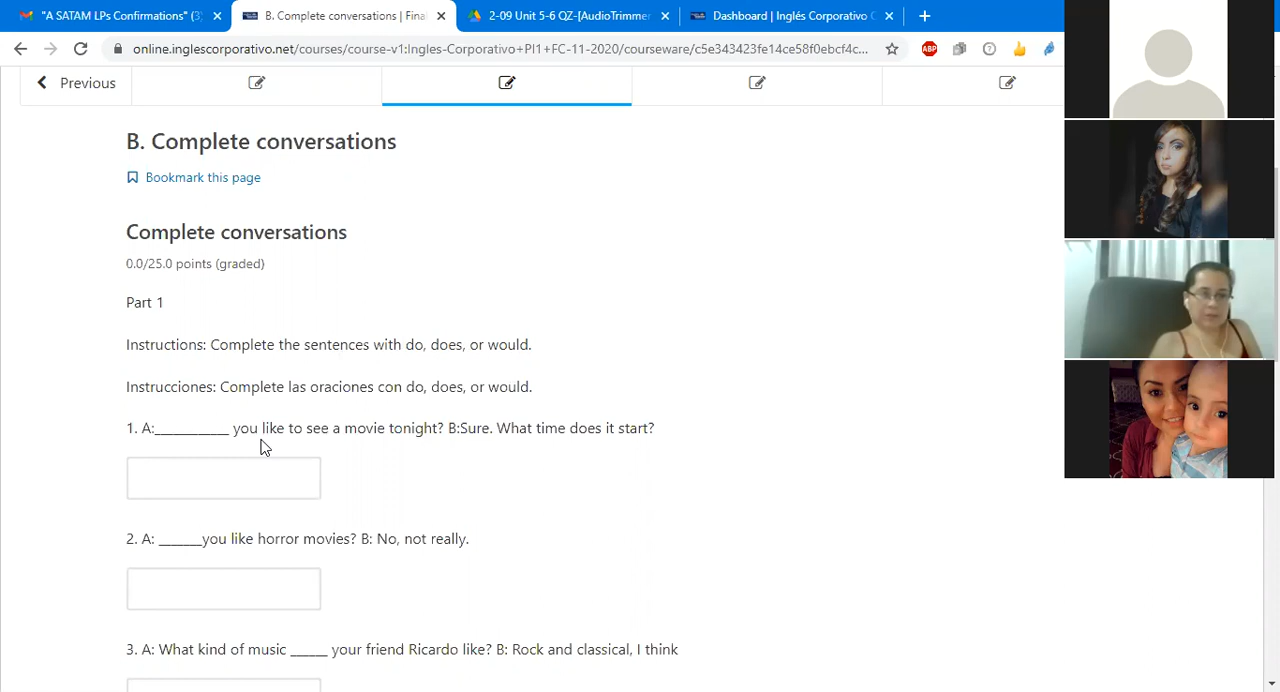 "A SATAM LPs Confirmations" (3
B. Complete conversations | Final
2-09 Unit 5-6 QZ-[AudioTrimmer
Dashboard | Inglés Corporativo
online.inglescorporativo.net/courses/course-v1:Ingles-Corporativo+PI1+FC-11-2020/courseware/c5e343423fe14ce58f0ebcf4c...
ABP
Previous
B. Complete conversations
Bookmark this page
Complete conversations
0.0/25.0 points (graded)
Part 1
Instructions: Complete the sentences with do, does, or would.
Instrucciones: Complete las oraciones con do, does, or would.
1. A:____________ you like to see a movie tonight? B:Sure. What time does it start?
2. A: _______you like horror movies? B: No, not really.
3. A: What kind of music ______ your friend Ricardo like? B: Rock and classical, I think